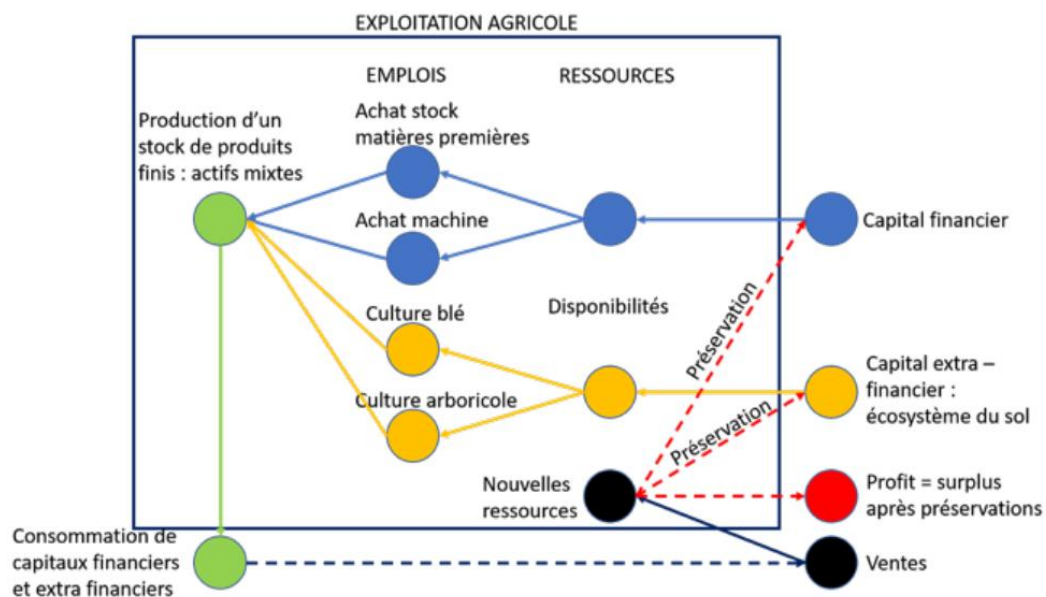 EXPLOITATION AGRICOLE
EMPLOIS
RESSOURCES
Production d’un
stock de produits
finis : actifs mixtes
Achat stock
matières premières
Achat machine
Capital financier
Culture blé
Disponibilités
Préservation
Culture arboricole
Préservation
Capital extra –
financier :
écosystème du sol
Nouvelles
ressources
Profit = surplus
après préservations
Consommation de
capitaux financiers
et extra financiers
Ventes